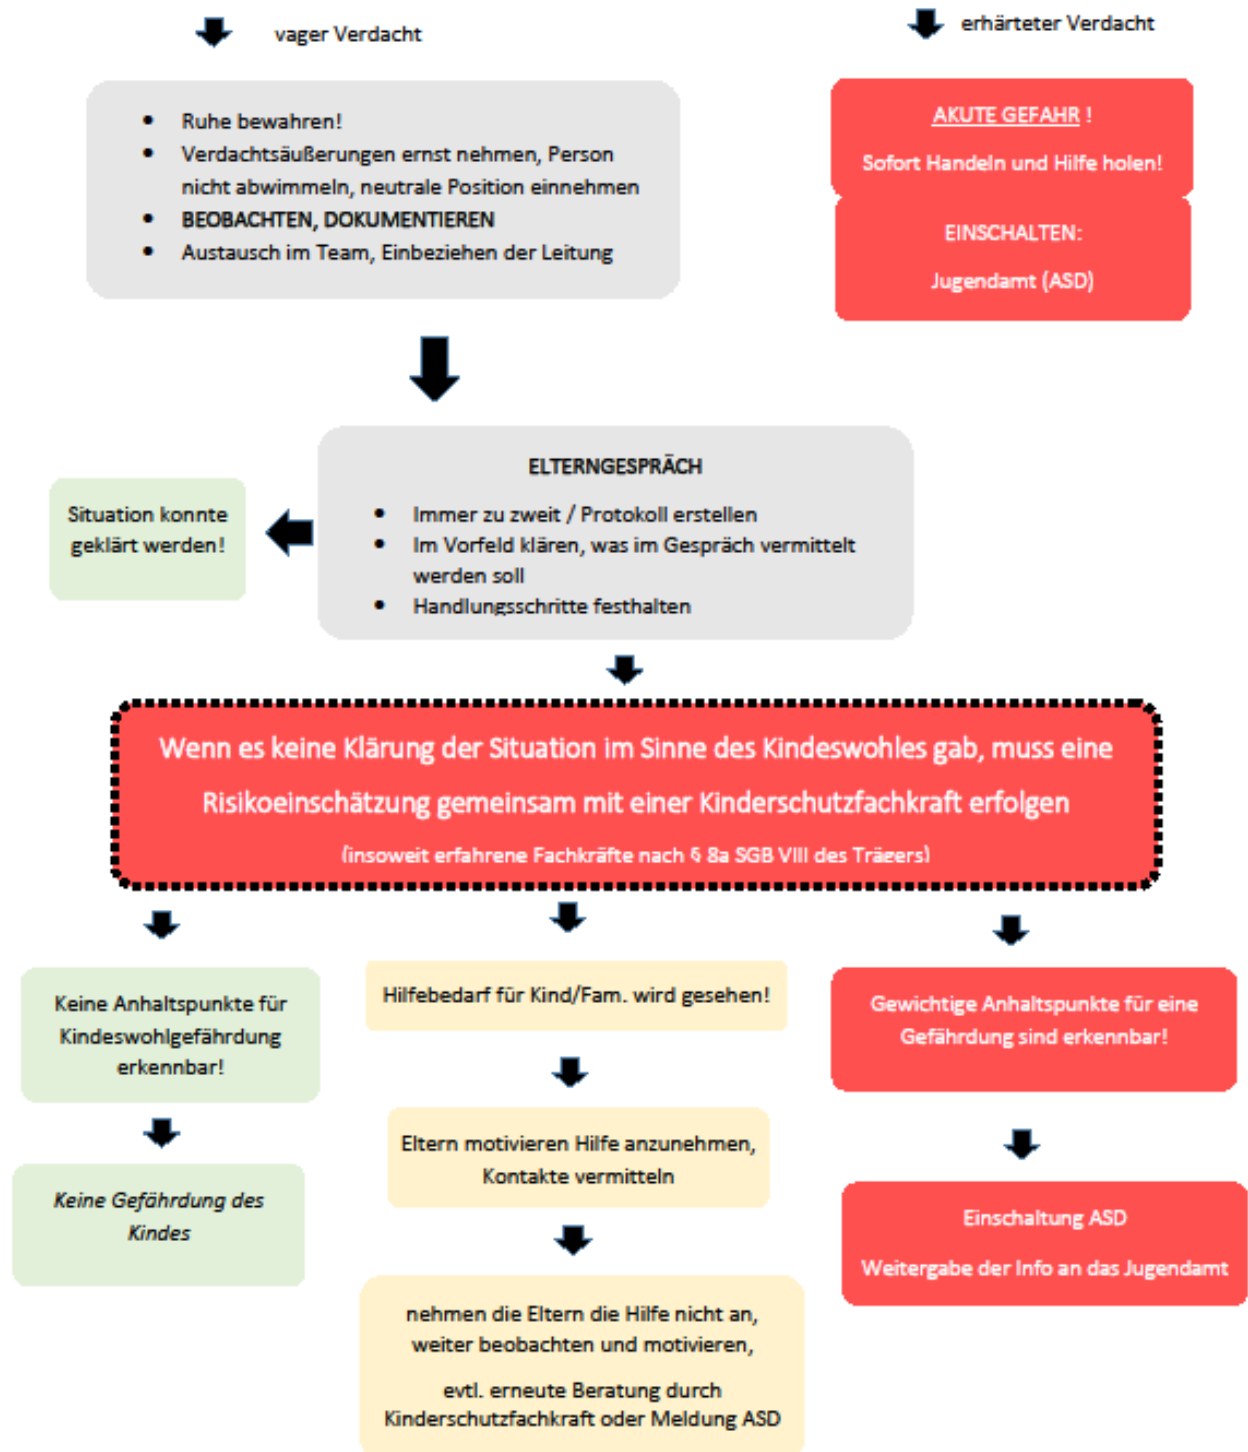 vager Verdacht
erhärteter Verdacht
• Ruhe bewahren!
• Verdachtsäußerungen ernst nehmen, Person
nicht abwimmeln, neutrale Position einnehmen
• BEOBACHTEN, DOKUMENTIEREN
• Austausch im Team, Einbeziehen der Leitung
AKUTE GEFAHR !
Sofort Handeln und Hilfe holen!
EINSCHALTEN:
Jugendamt (ASD)
ELTERNGESPRÄCH
• Immer zu zweit / Protokoll erstellen
• Im Vorfeld klären, was im Gespräch vermittelt
werden soll
• Handlungsschritte festhalten
Situation konnte
geklärt werden!
Wenn es keine Klärung der Situation im Sinne des Kindeswohles gab, muss eine
Risikoeinschätzung gemeinsam mit einer Kinderschutzfachkraft erfolgen
(insoweit erfahrene Fachkräfte nach § 8a SGB VIII des Trägers)
Keine Anhaltspunkte für
Kindeswohlgefährdung
erkennbar!
Keine Gefährdung des
Kindes
Hilfebedarf für Kind/Fam. wird gesehen!
Eltern motivieren Hilfe anzunehmen,
Kontakte vermitteln
nehmen die Eltern die Hilfe nicht an,
weiter beobachten und motivieren,
evtl. erneute Beratung durch
Kinderschutzfachkraft oder Meldung ASD
Gewichtige Anhaltspunkte für eine
Gefährdung sind erkennbar!
Einschaltung ASD
Weitergabe der Info an das Jugendamt